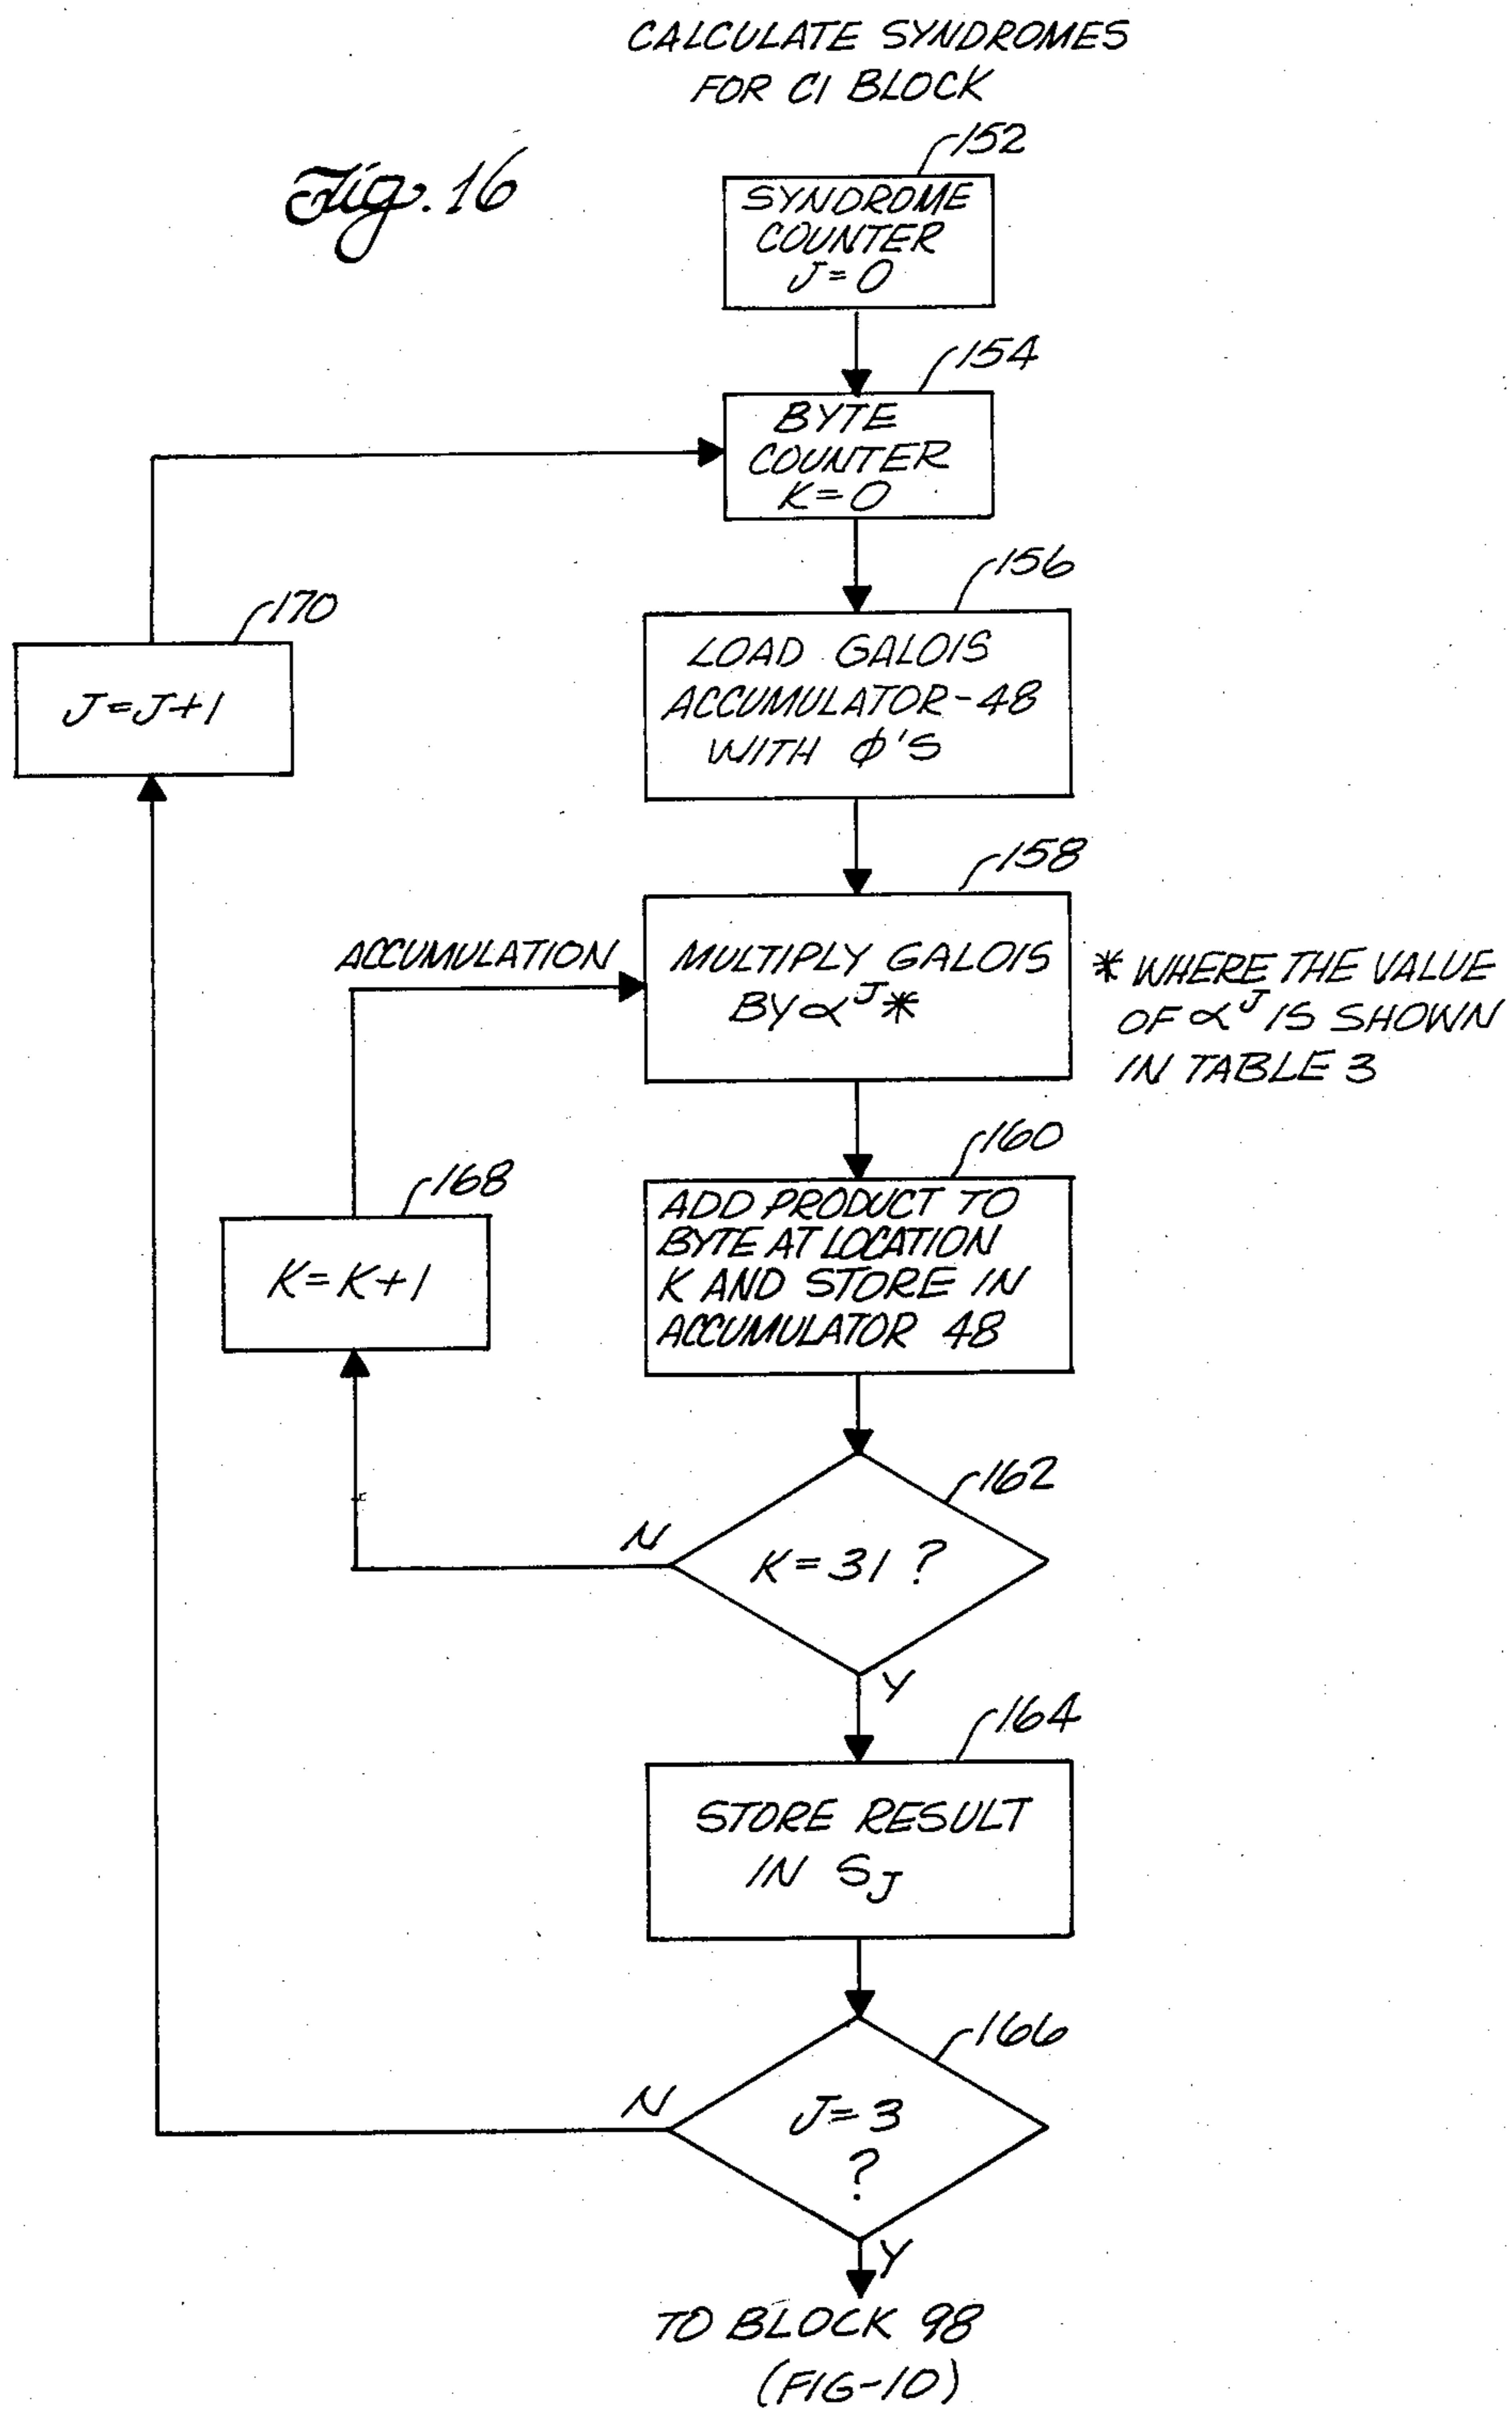 CALCULATE SYNDROMES
FOR C1 BLOCK
Fig. 16
152
SYNDROME
COUNTER
J=0
154
BYTE
COUNTER
K=0
156
LOAD GALOIS
ACCUMULATOR-48
WITH ϕ'S
170
J=J+1
158
ACCUMULATION
MULTIPLY GALOIS
BY ∝ᴶ*
* WHERE THE VALUE
OF ∝ᴶ IS SHOWN
IN TABLE 3
160
ADD PRODUCT TO
BYTE AT LOCATION
K AND STORE IN
ACCUMULATOR 48
168
K=K+1
162
K=31 ?
N
Y
164
STORE RESULT
IN SJ
166
J=3
?
N
Y
TO BLOCK 98
(FIG-10)